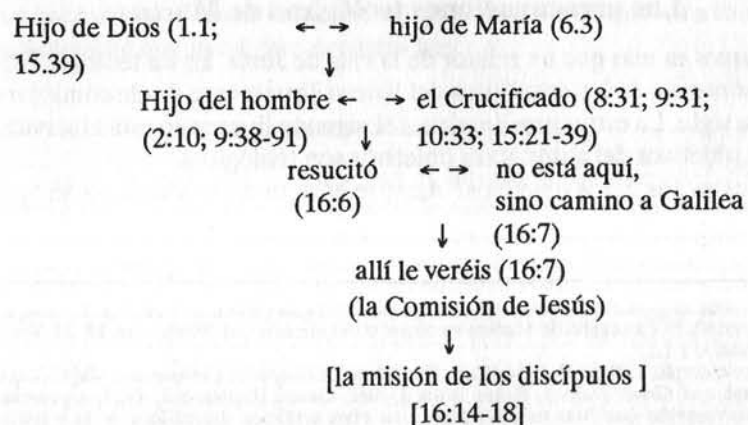 Hijo de Dios (1.1; ←→ hijo de María (6.3)
15.39) ↓
Hijo del hombre ← → el Crucificado (8:31; 9:31;
(2:10; 9:38-91) ↓ 10:33; 15:21-39)
resucitó ←→ no está aquí,
(16:6) sino camino a Galilea
↓ (16:7)
allí le veréis (16:7)
(la Comisión de Jesús)
↓
[la misión de los discípulos ]
[16:14-18]